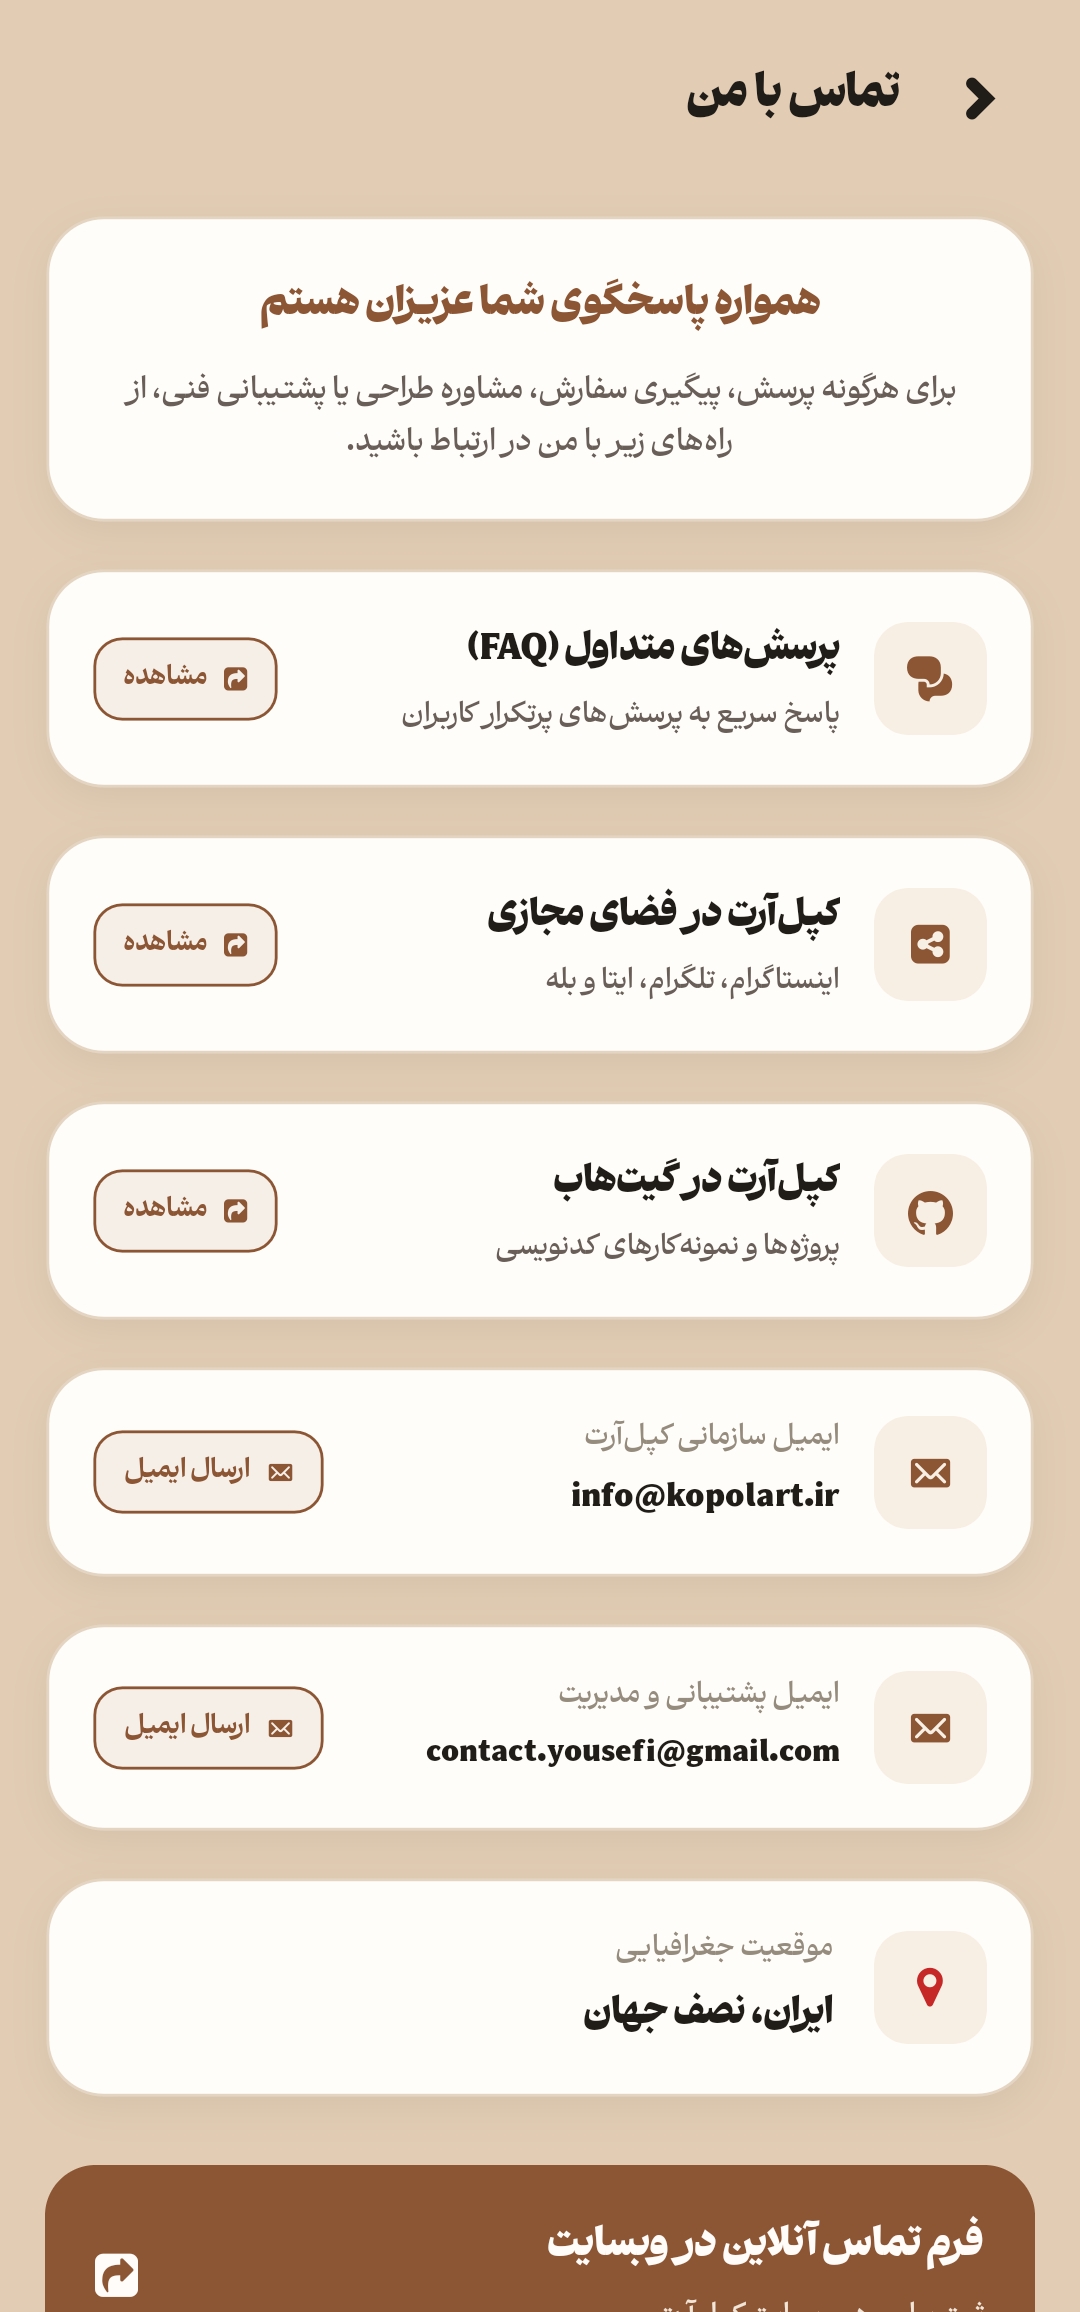 تماس با من
همواره پاسخگوی شما عزیزان هستم
برای هرگونه پرسش، پیگیری سفارش، مشاوره طراحی یا پشتیبانی فنی، از
راه‌های زیر با من در ارتباط باشید.
پرسش‌های متداول (FAQ)
پاسخ سریع به پرسش‌های پرتکرار کاربران
مشاهده
کپل‌آرت در فضای مجازی
اینستاگرام، تلگرام، ایتا و بله
مشاهده
کپل‌آرت در گیت‌هاب
پروژه‌ها و نمونه‌کارهای کدنویسی
مشاهده
ایمیل سازمانی کپل‌آرت
info@kopolart.ir
ارسال ایمیل
ایمیل پشتیبانی و مدیریت
contact.yousefi@gmail.com
ارسال ایمیل
موقعیت جغرافیایی
ایران، نصف جهان
فرم تماس آنلاین در وبسایت